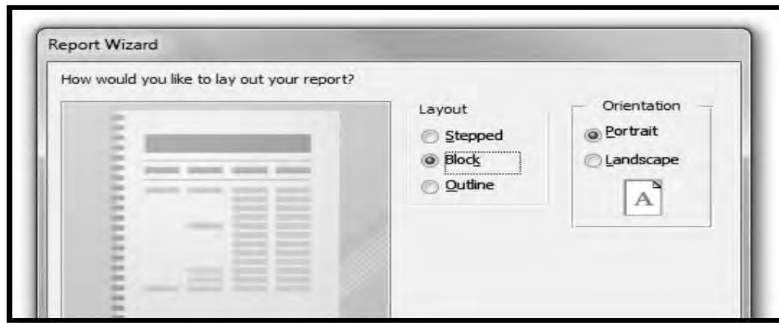 Report Wizard
How would you like to lay out your report?
Layout
Stepped
Block
Outline
Orientation
Portrait
Landscape
A